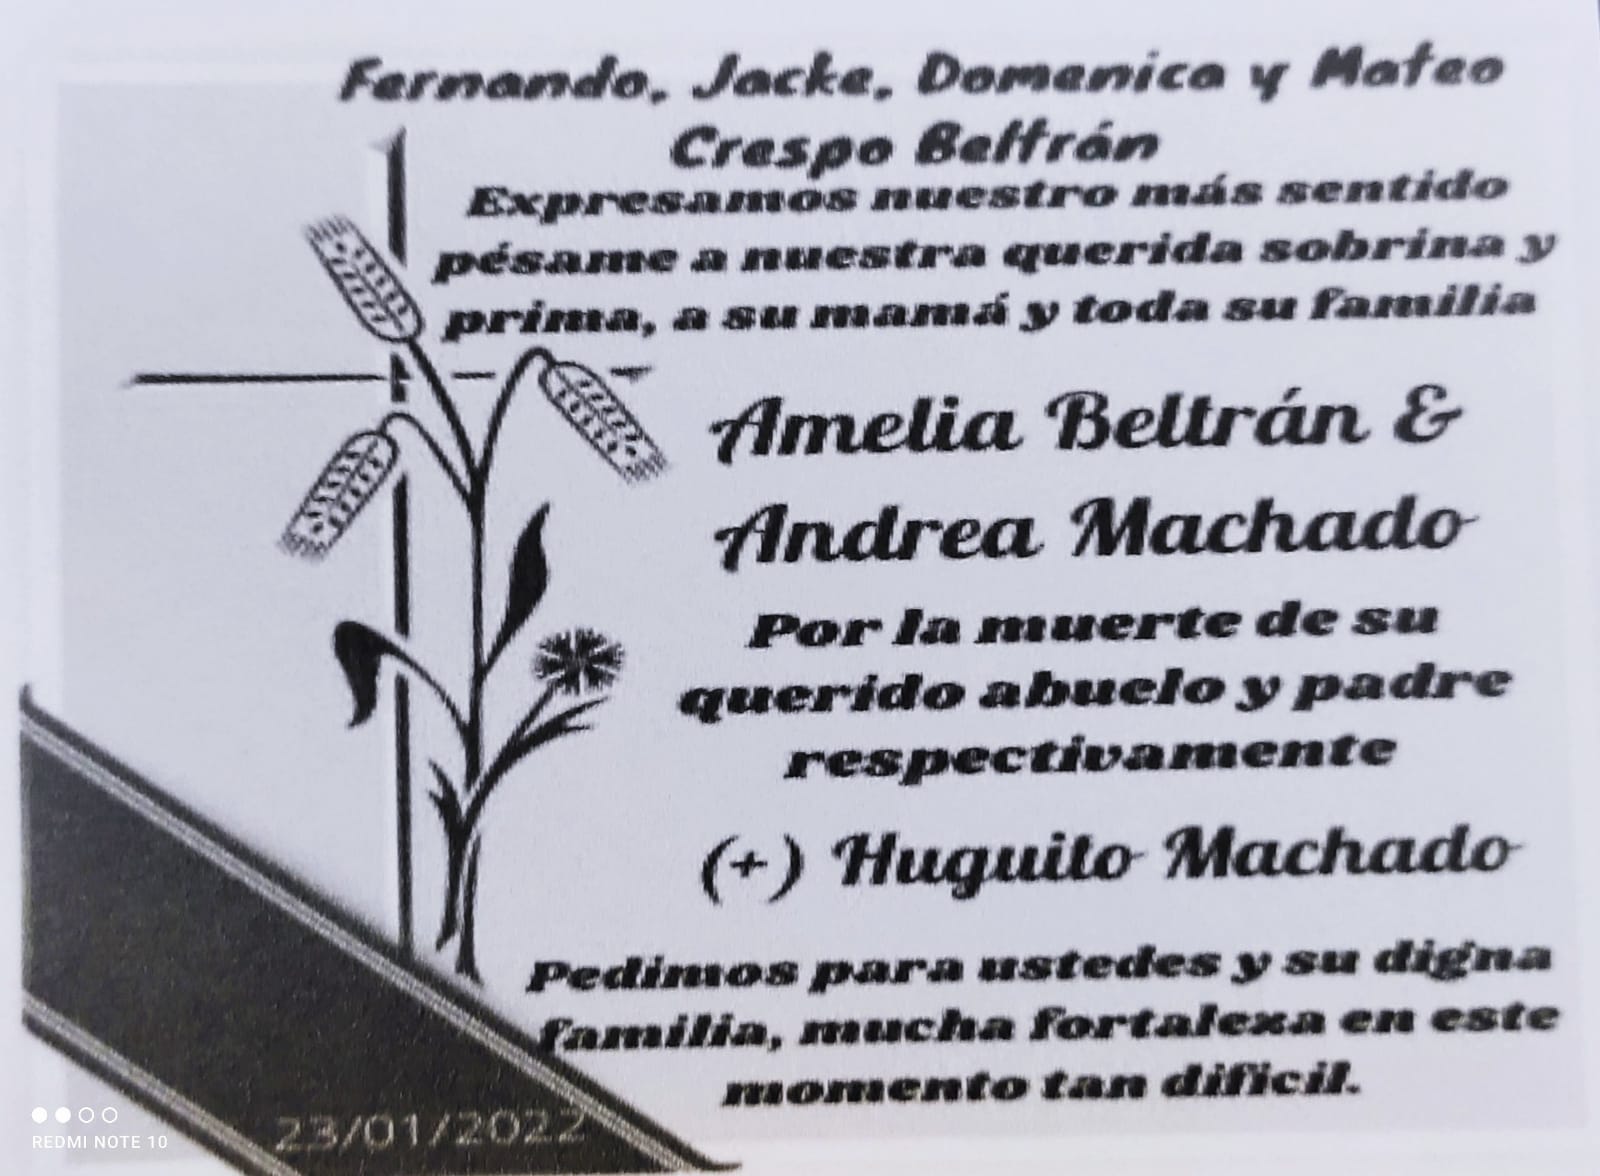 Fernando, Jacke, Domenica y Mateo
Crespo Beltrán
Expresamos nuestro más sentido
pésame a nuestra querida sobrina y
prima, a su mamá y toda su familia
Amelia Beltrán &
Andrea Machado
Por la muerte de su
querido abuelo y padre
respectivamente
(+) Huguito Machado
Pedimos para ustedes y su digna
familia, mucha fortaleza en este
momento tan dificil.
23/01/2022
REDMI NOTE 10